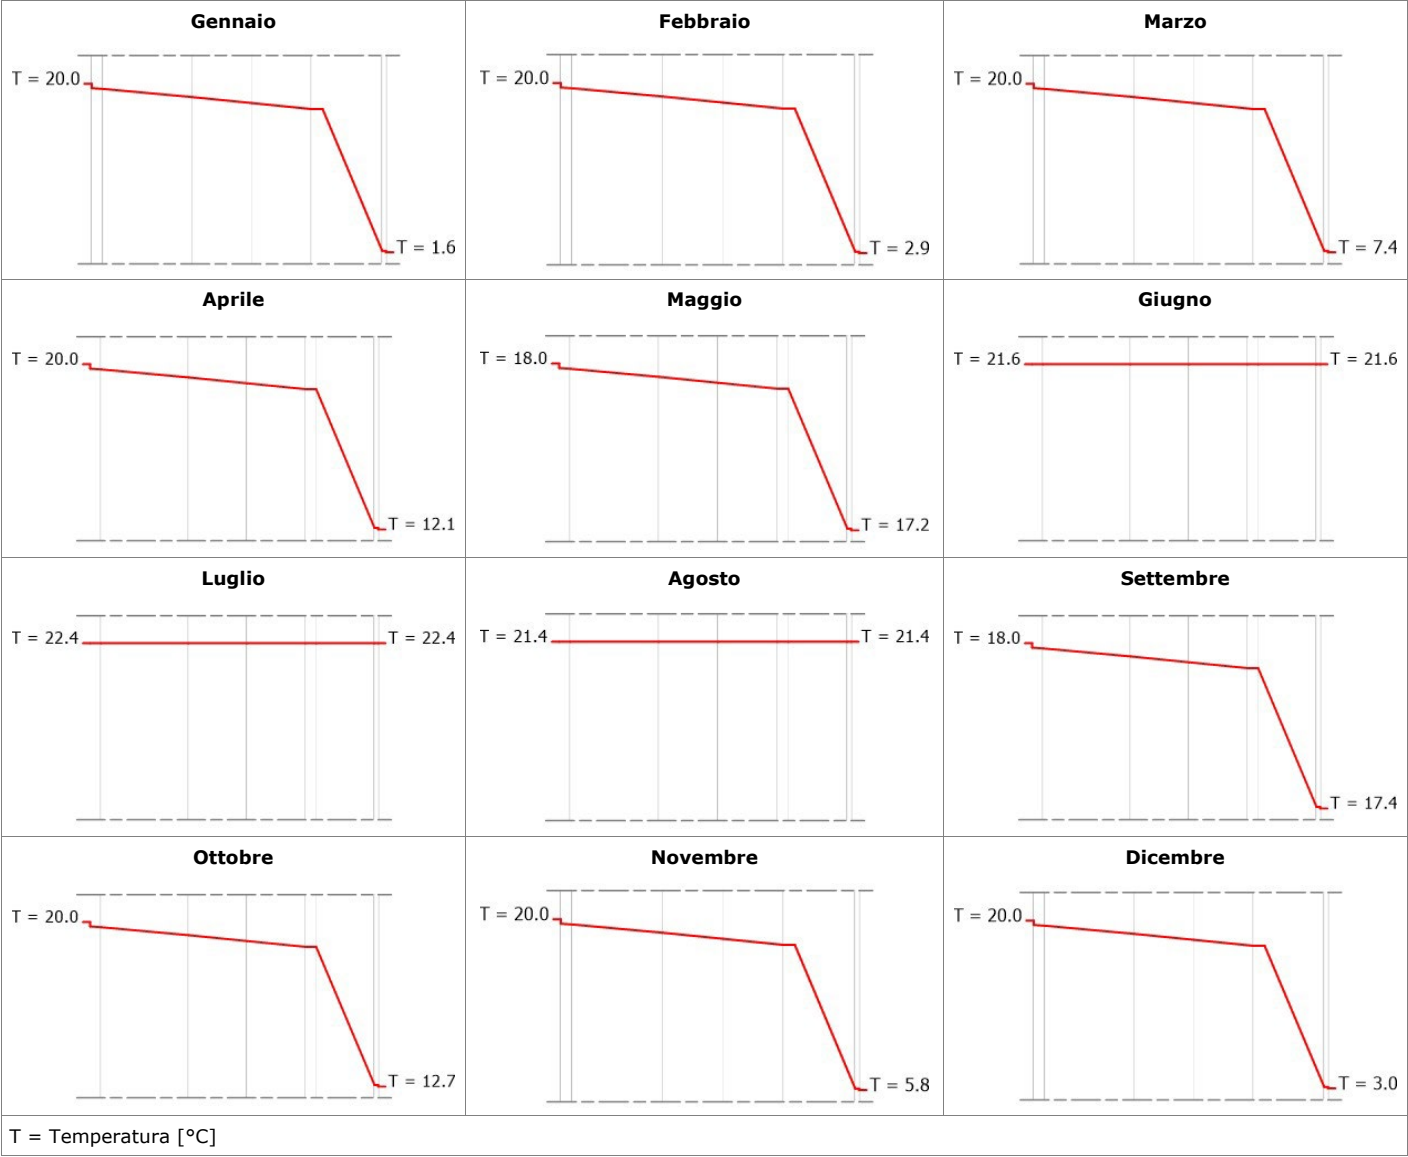 Gennaio
Febbraio
Marzo
T = 20.0
T = 1.6
T = 20.0
T = 2.9
T = 20.0
T = 7.4
Aprile
Maggio
Giugno
T = 20.0
T = 12.1
T = 18.0
T = 17.2
T = 21.6
T = 21.6
Luglio
Agosto
Settembre
T = 22.4
T = 22.4
T = 21.4
T = 21.4
T = 18.0
T = 17.4
Ottobre
Novembre
Dicembre
T = 20.0
T = 12.7
T = 20.0
T = 5.8
T = 20.0
T = 3.0
T = Temperatura [°C]